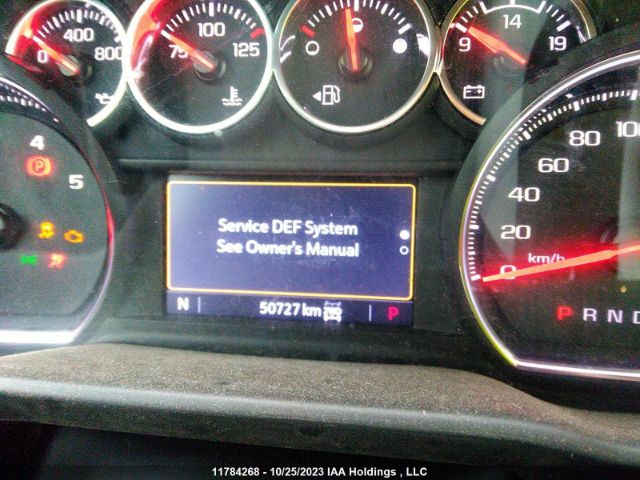 0 400 800
75 100 125
9 14 19
4
5
P
Service DEF System
See Owner's Manual
N 50727 km P
100
80
60
40
20
0
km/h
P R N D
11784268 - 10/25/2023 IAA Holdings , LLC